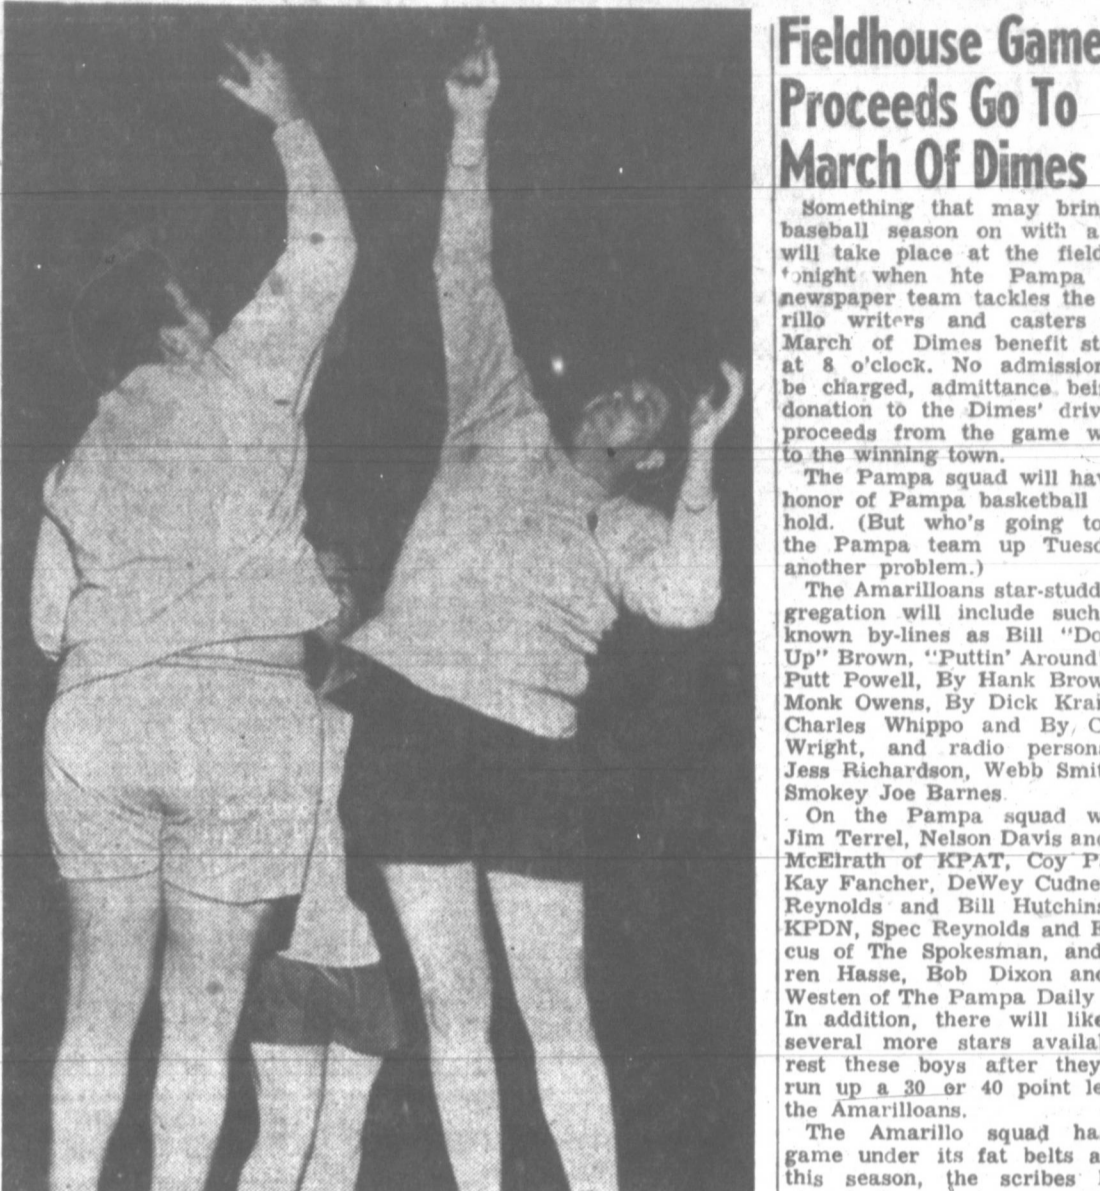 Fieldhouse Game
Proceeds Go To
March Of Dimes
Something that may brin
baseball season on with a
will take place at the field
tonight when hte Pampa
newspaper team tackles the
rillo writers and casters
March of Dimes benefit st
at 8 o'clock. No admission
be charged, admittance bei
donation to the Dimes' driv
proceeds from the game w
to the winning town.
The Pampa squad will hav
honor of Pampa basketball
hold. (But who's going to
the Pampa team up Tuesd
another problem.)
The Amarilloans star-studd
gregation will include such
known by-lines as Bill "Do
Up" Brown, "Puttin' Around"
Putt Powell, By Hank Brow
Monk Owens, By Dick Krai
Charles Whippo and By C
Wright, and radio person
Jess Richardson, Webb Smit
Smokey Joe Barnes.
On the Pampa squad w
Jim Terrel, Nelson Davis and
McElrath of KPAT, Coy P
Kay Fancher, DeWey Cudne
Reynolds and Bill Hutchins
KPDN, Spec Reynolds and
cus of The Spokesman, and
ren Hasse, Bob Dixon and
Westen of The Pampa Daily
In addition, there will like
several more stars availa
rest these boys after they
run up a 30 or 40 point le
the Amarilloans.
The Amarillo squad ha
game under its fat belts a
this season, the scribes